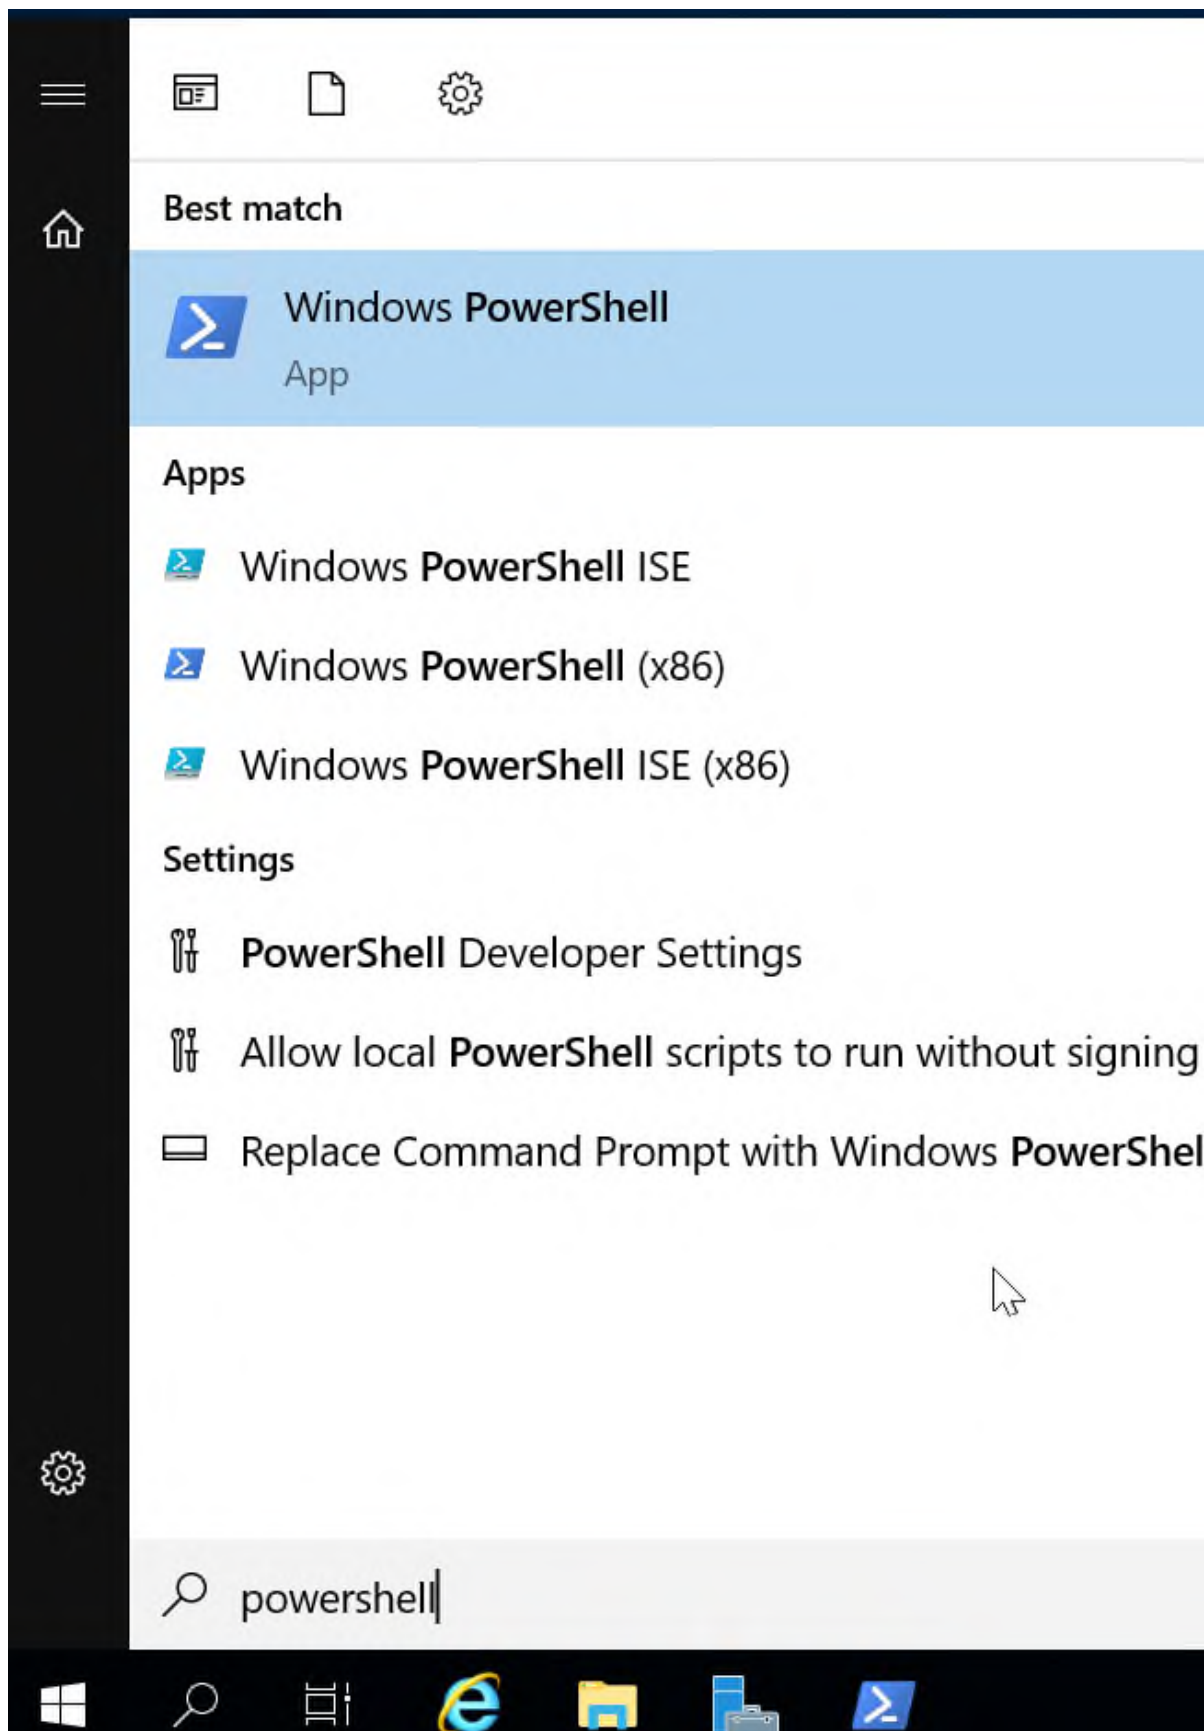 Best match
Windows PowerShell
App
Apps
Windows PowerShell ISE
Windows PowerShell (x86)
Windows PowerShell ISE (x86)
Settings
PowerShell Developer Settings
Allow local PowerShell scripts to run without signing
Replace Command Prompt with Windows PowerShel
powershell